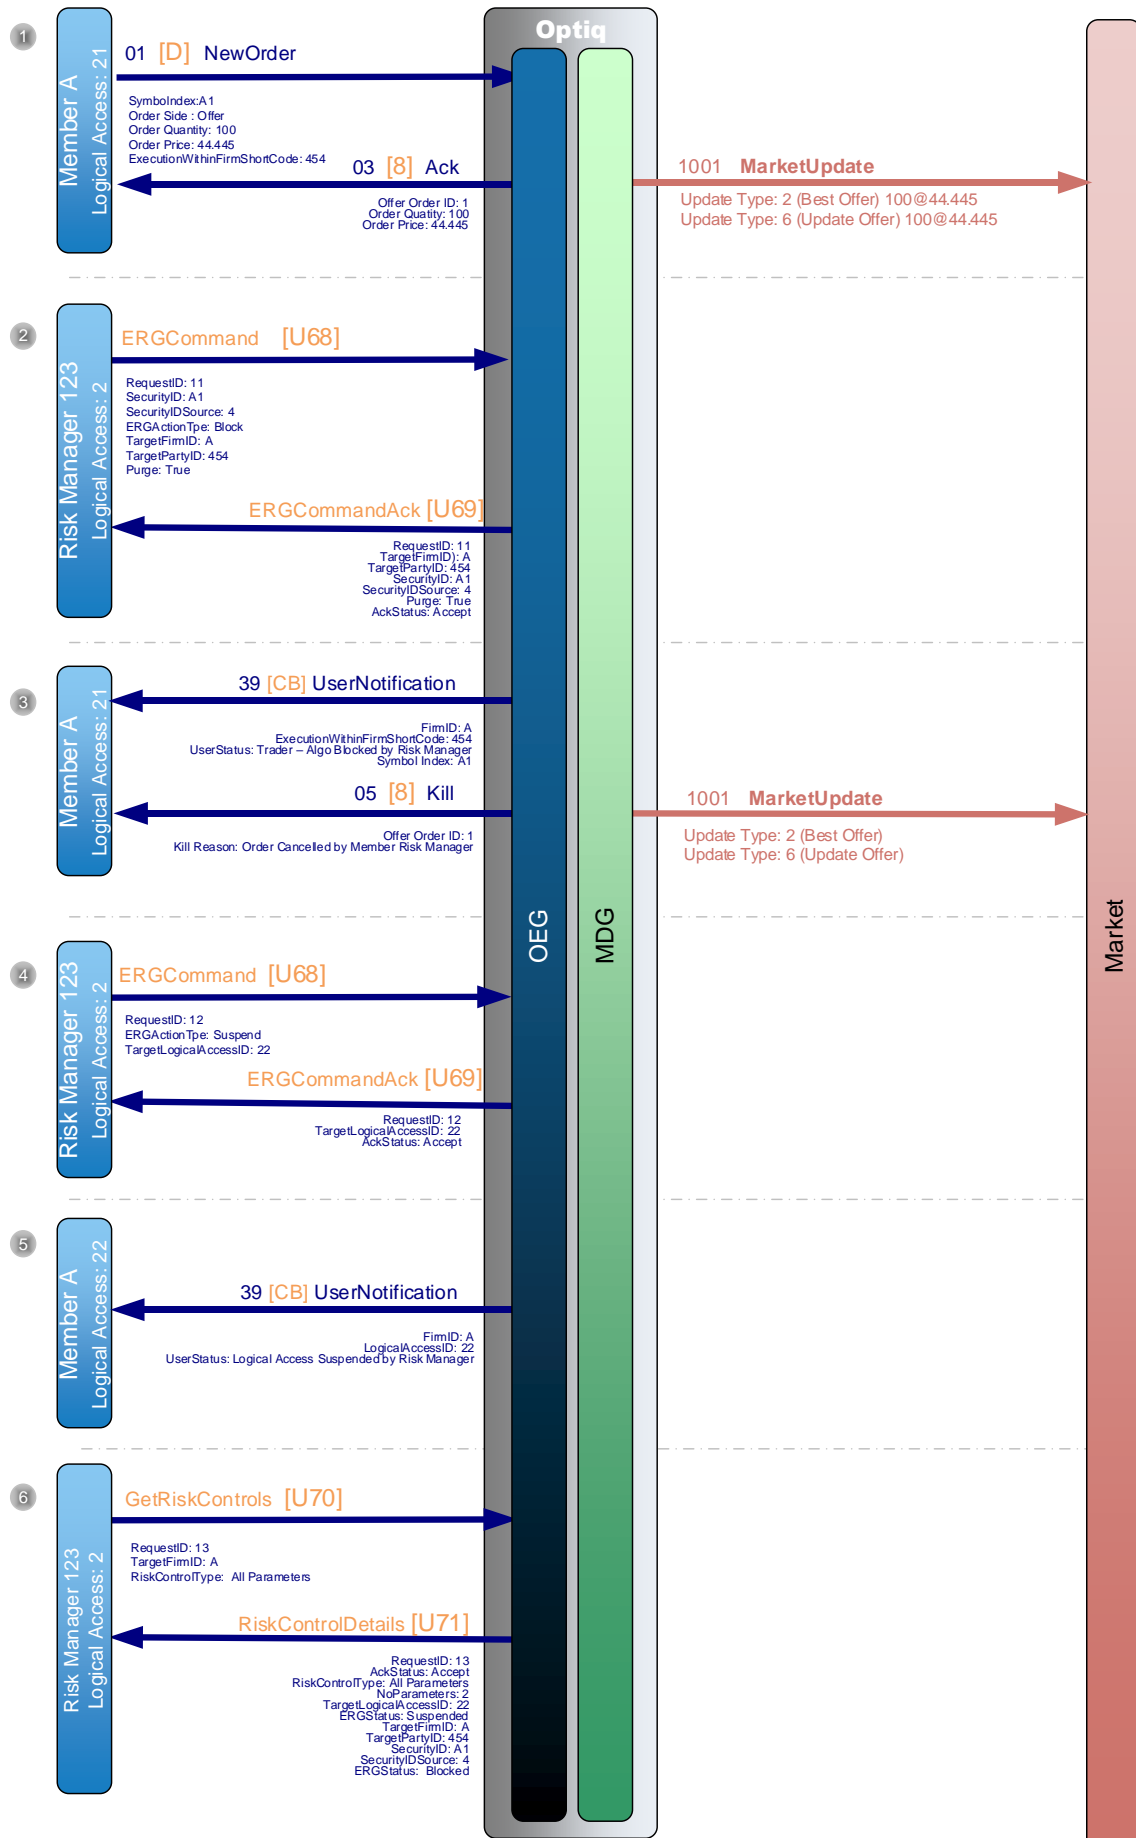 Optiq
1
Member A
Logical Access: 21
01 [D] NewOrder
SymbolIndex:A1
Order Side : Offer
Order Quantity: 100
Order Price: 44.445
ExecutionWithinFirmShortCode: 454
03 [8] Ack
Offer Order ID: 1
Order Quatity: 100
Order Price: 44.445
1001 MarketUpdate
Update Type: 2 (Best Offer) 100@44.445
Update Type: 6 (Update Offer) 100@44.445
2
Risk Manager 123
Logical Access: 2
ERGCommand [U68]
RequestID: 11
SecurityID: A1
SecurityIDSource: 4
ERGActionTpe: Block
TargetFirmID: A
TargetPartyID: 454
Purge: True
ERGCommandAck [U69]
RequestID: 11
TargetFirmID): A
TargetPartyID: 454
SecurityID: A1
SecurityIDSource: 4
Purge: True
AckStatus: Accept
3
Member A
Logical Access: 21
39 [CB] UserNotification
FirmID: A
ExecutionWithinFirmShortCode: 454
UserStatus: Trader – Algo Blocked by Risk Manager
Symbol Index: A1
05 [8] Kill
Offer Order ID: 1
Kill Reason: Order Cancelled by Member Risk Manager
1001 MarketUpdate
Update Type: 2 (Best Offer)
Update Type: 6 (Update Offer)
OEG
MDG
Market
4
Risk Manager 123
Logical Access: 2
ERGCommand [U68]
RequestID: 12
ERGActionTpe: Suspend
TargetLogicalAccessID: 22
ERGCommandAck [U69]
RequestID: 12
TargetLogicalAccessID: 22
AckStatus: Accept
5
Member A
Logical Access: 22
39 [CB] UserNotification
FirmID: A
LogicalAccessID: 22
UserStatus: Logical Access Suspended by Risk Manager
6
Risk Manager 123
Logical Access: 2
GetRiskControls [U70]
RequestID: 13
TargetFirmID: A
RiskControlType: All Parameters
RiskControlDetails [U71]
RequestID: 13
AckStatus: Accept
RiskControlType: All Parameters
NoParameters: 2
TargetLogicalAccessID: 22
ERGStatus: Suspended
TargetFirmID: A
TargetPartyID: 454
SecurityID: A1
SecurityIDSource: 4
ERGStatus: Blocked